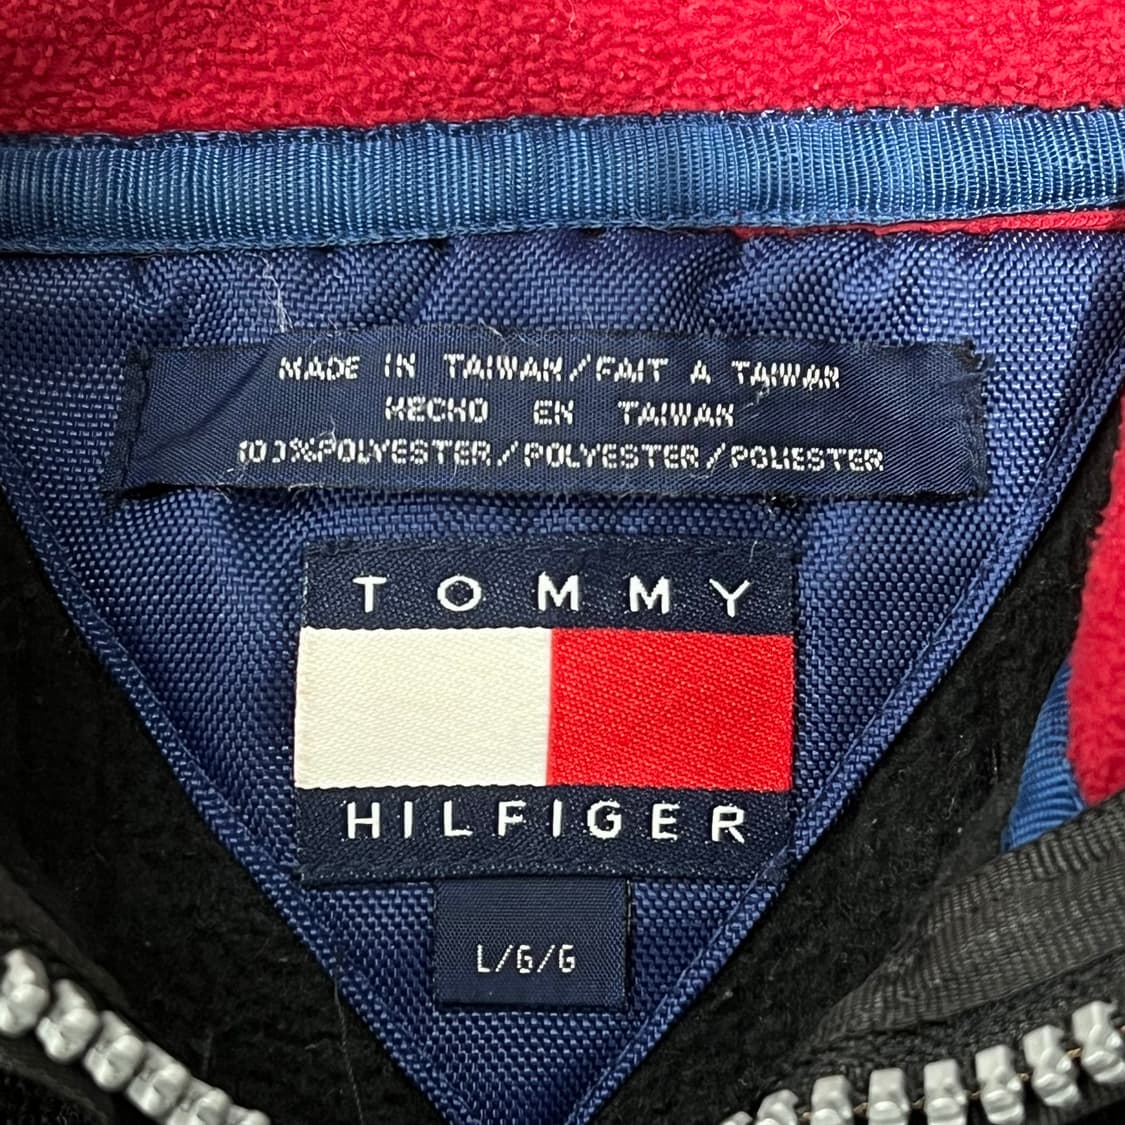 MADE IN TAIWAN/FAIT A TAIWAN
HECHO EN TAIWAN
100%POLYESTER/POLYESTER/POLIESTER
TOMMY
HILFIGER
L/G/G